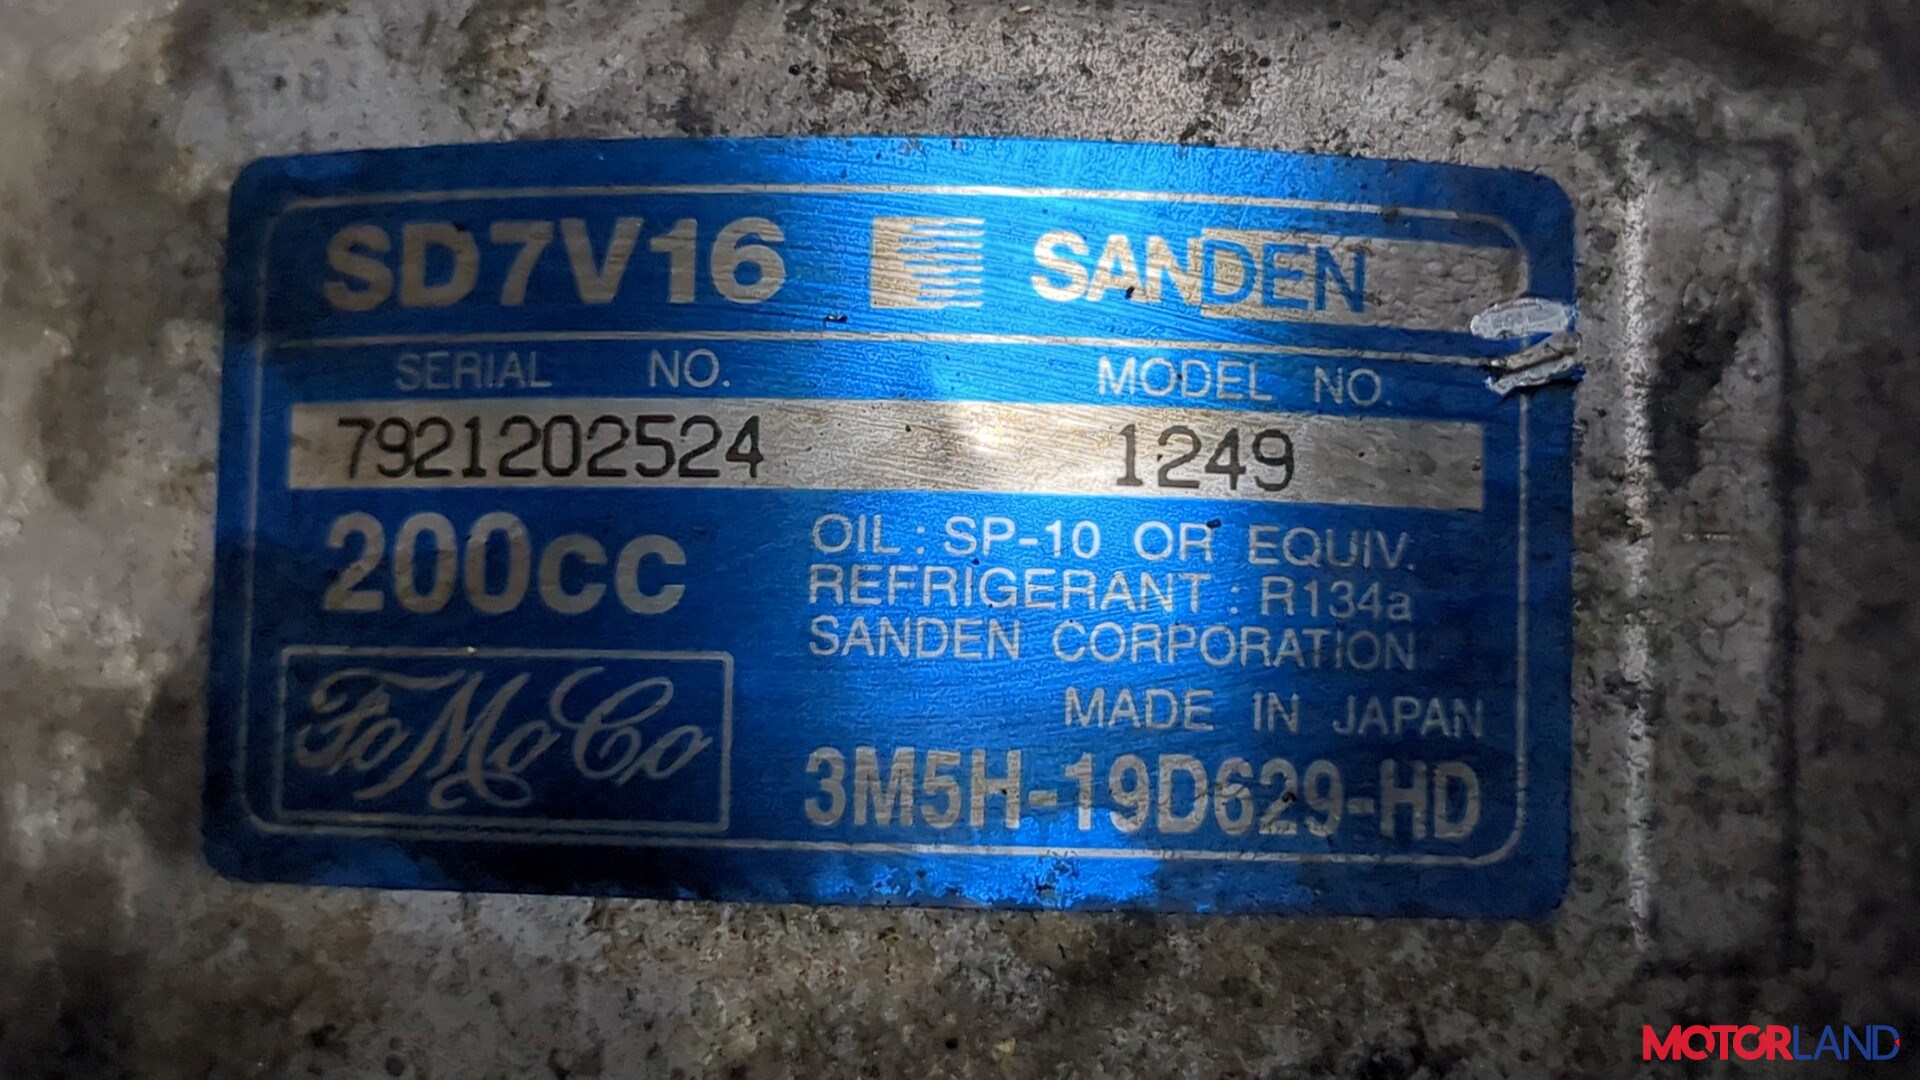 SD7V16 SANDEN
SERIAL NO. MODEL NO.
7921202524 1249
200cc
OIL : SP-10 OR EQUIV.
REFRIGERANT : R134a
SANDEN CORPORATION
MADE IN JAPAN
FoMoCo
3M5H-19D629-HD
MOTORLAND